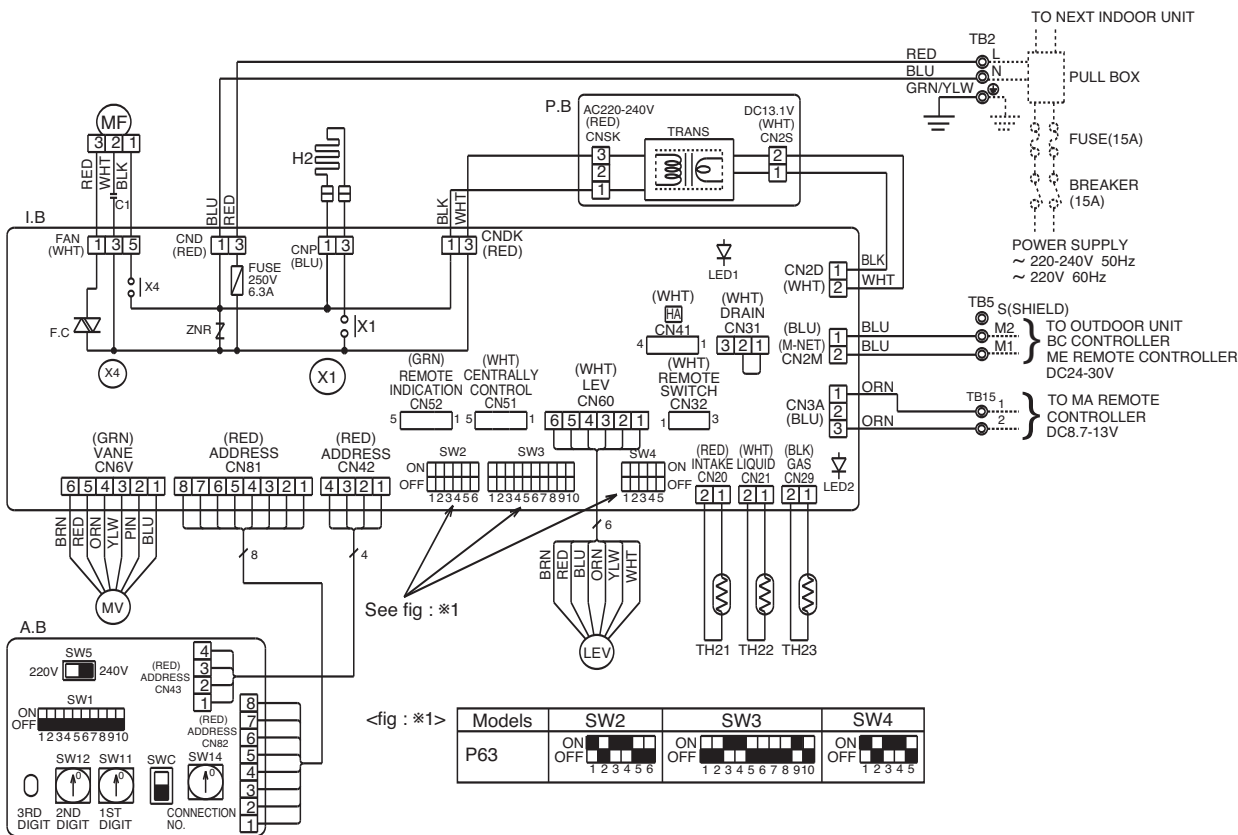 TO NEXT INDOOR UNIT
TB2
RED
L
BLU
N
GRN/YLW
PULL BOX
FUSE(15A)
BREAKER
(15A)
POWER SUPPLY
~ 220-240V 50Hz
~ 220V 60Hz
P.B
AC220-240V
(RED)
CNSK
3
2
1
TRANS
DC13.1V
(WHT)
CN2S
2
1
MF
3 2 1
RED
WHT
BLK
C1
H2
BLU
RED
BLK
WHT
I.B
FAN
(WHT)
1 3 5
CND
(RED)
1 3
CNP
(BLU)
1 3
1 3
CNDK
(RED)
FUSE
250V
6.3A
X4
F.C
ZNR
X1
X4
X1
LED1
CN2D
(WHT)
1
2
BLK
WHT
(WHT)
HA
CN41
4 1
(WHT)
DRAIN
CN31
3 2 1
(BLU)
(M-NET)
CN2M
1
2
BLU
BLU
TB5
S(SHIELD)
M2
M1
TO OUTDOOR UNIT
BC CONTROLLER
ME REMOTE CONTROLLER
DC24-30V
(GRN)
REMOTE
INDICATION
CN52
5 1
(WHT)
CENTRALLY
CONTROL
CN51
5 1
(WHT)
LEV
CN60
6 5 4 3 2 1
(WHT)
REMOTE
SWITCH
CN32
1 3
CN3A
(BLU)
1
2
3
ORN
ORN
TB15
1
2
TO MA REMOTE
CONTROLLER
DC8.7-13V
(GRN)
VANE
CN6V
6 5 4 3 2 1
(RED)
ADDRESS
CN81
8 7 6 5 4 3 2 1
(RED)
ADDRESS
CN42
4 3 2 1
SW2
ON
OFF
1 2 3 4 5 6
SW3
1 2 3 4 5 6 7 8 9 10
SW4
ON
OFF
1 2 3 4 5
(RED)
INTAKE
CN20
2 1
(WHT)
LIQUID
CN21
2 1
(BLK)
GAS
CN29
2 1
LED2
BRN
RED
ORN
YLW
PIN
BLU
MV
8
4
See fig : ※1
6
BRN
RED
BLU
ORN
YLW
WHT
LEV
TH21
TH22
TH23
A.B
SW5
220V
240V
(RED)
ADDRESS
CN43
4
3
2
1
SW1
ON
OFF
1 2 3 4 5 6 7 8 9 10
(RED)
ADDRESS
CN82
8
7
6
5
4
3
2
1
SW12
0
SW11
0
SWC
SW14
0
3RD
DIGIT
2ND
DIGIT
1ST
DIGIT
CONNECTION
NO.
<fig : ※1>
Models SW2 SW3 SW4
P63
ON
OFF
1 2 3 4 5 6
ON
OFF
1 2 3 4 5 6 7 8 9 10
ON
OFF
1 2 3 4 5